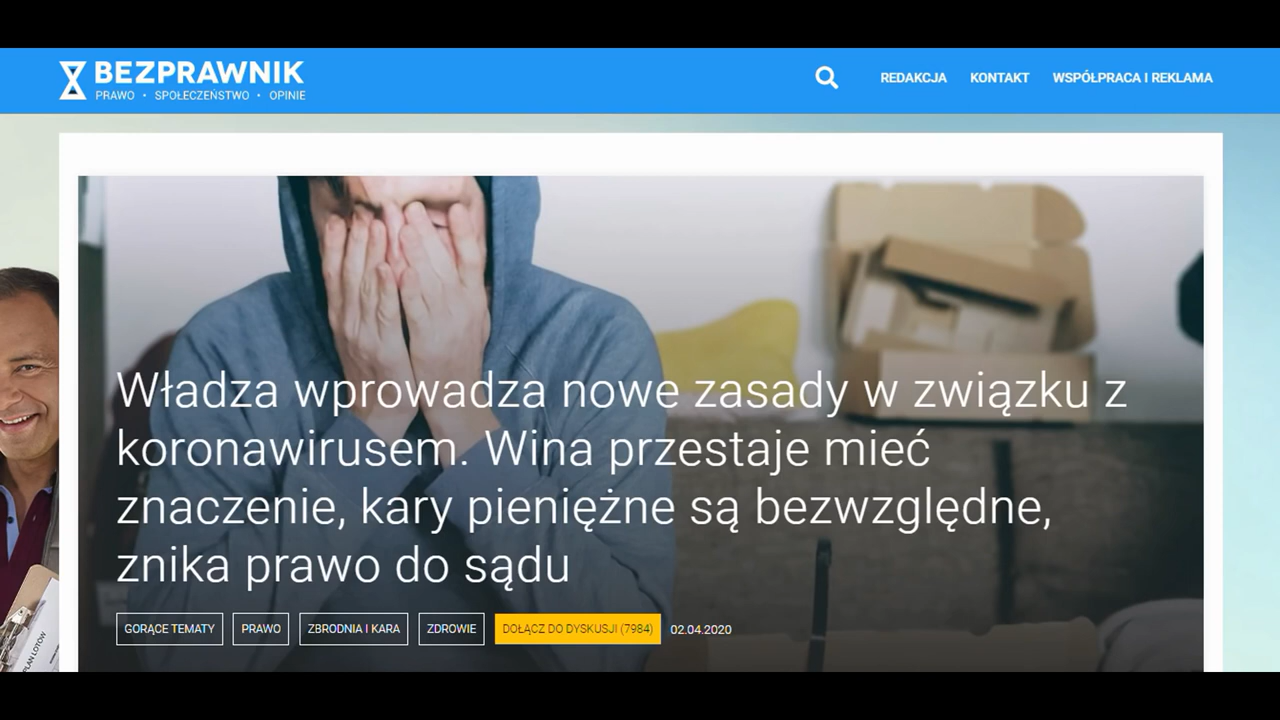 BEZPRAWNIK
PRAWO • SPOŁECZEŃSTWO • OPINIE
REDAKCJA KONTAKT WSPÓŁPRACA I REKLAMA
Władza wprowadza nowe zasady w związku z
koronawirusem. Wina przestaje mieć
znaczenie, kary pieniężne są bezwzględne,
znika prawo do sądu
GORĄCE TEMATY PRAWO ZBRODNIA I KARA ZDROWIE DOŁĄCZ DO DYSKUSJI (7984) 02.04.2020
PLAN LOTÓW